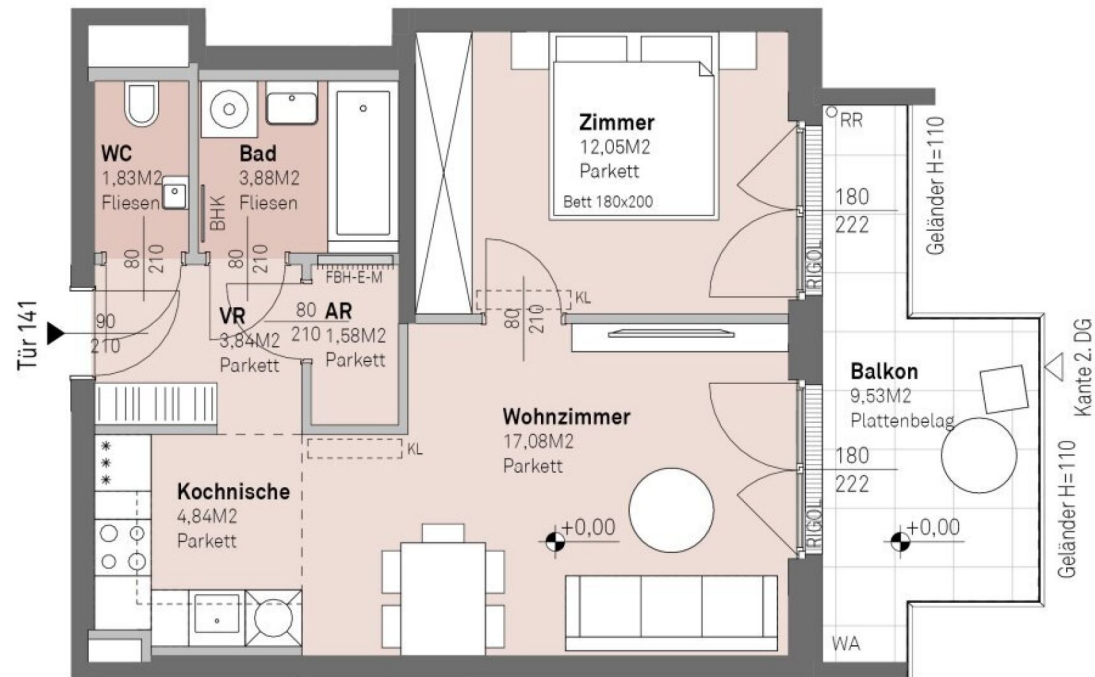 WC
1,83M2
Fliesen
Bad
3,88M2
Fliesen
BHK
80
210
80
210
FBH-E-M
Zimmer
12,05M2
Parkett
Bett 180x200
RR
180
222
RIGOL
Geländer H=110
Tür 141
90
210
VR
3,84M2
Parkett
80
210
AR
1,58M2
Parkett
KL
80
210
Wohnzimmer
17,08M2
Parkett
KL
Balkon
9,53M2
Plattenbelag
180
222
RIGOL
Kante 2. DG
Geländer H=110
Kochnische
4,84M2
Parkett
+0,00
+0,00
WA